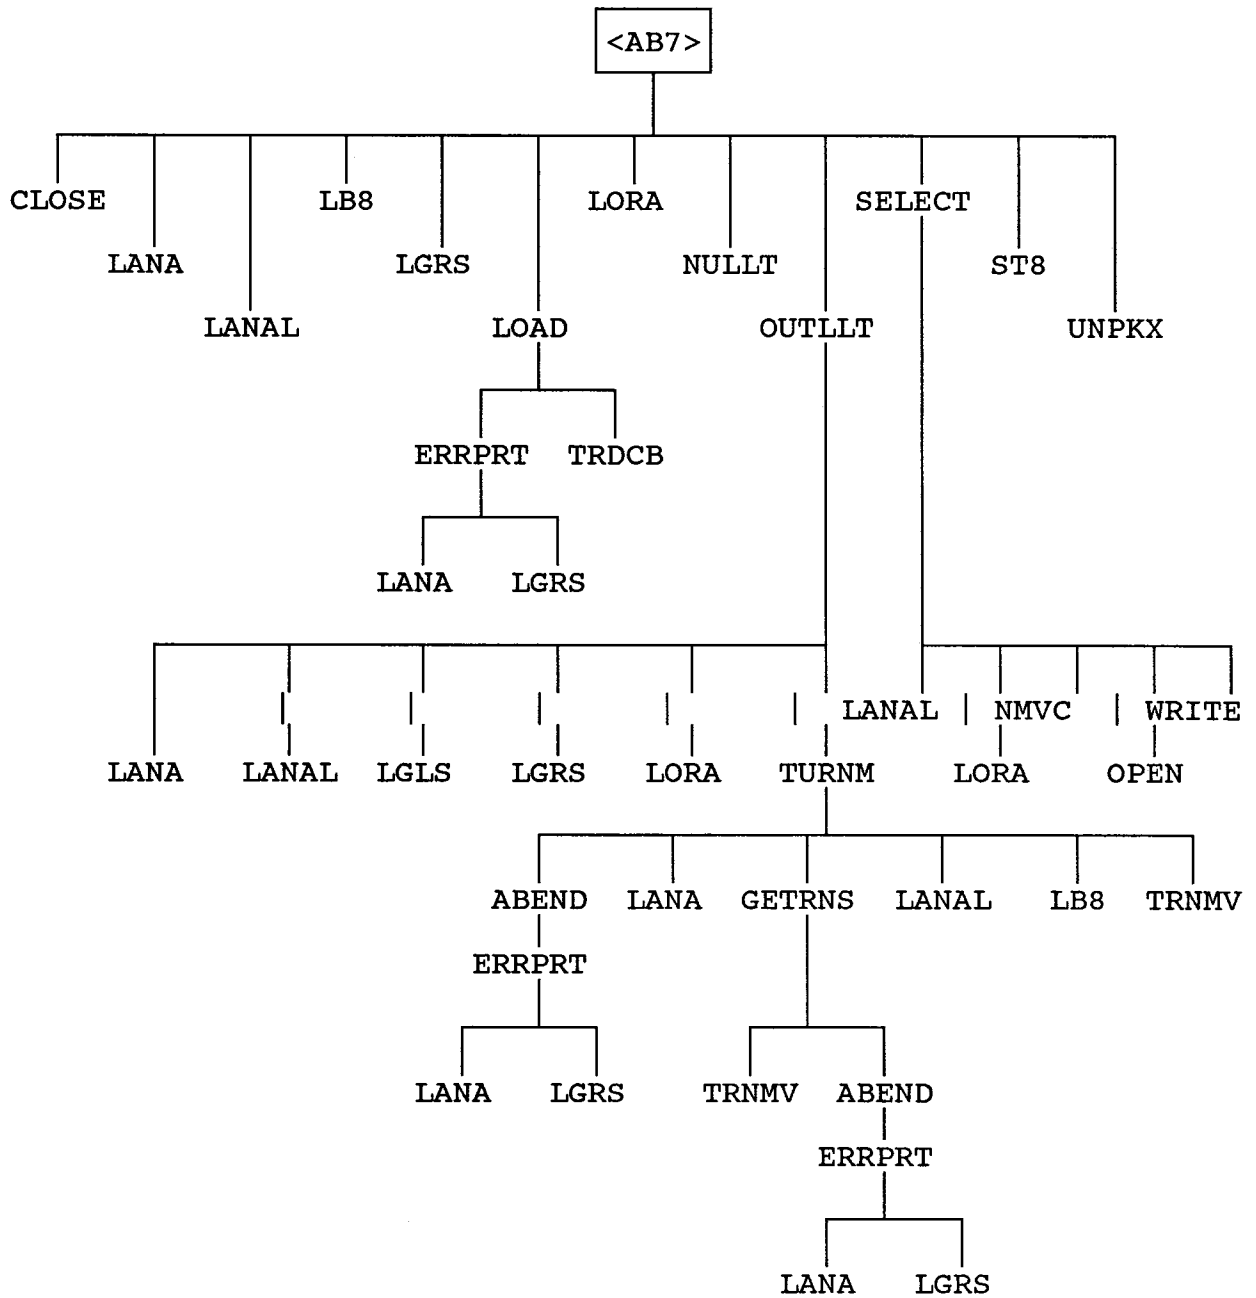 <AB7>
CLOSE LB8 LORA SELECT
LANA LGRS NULLT ST8
LANAL LOAD OUTLLT UNPKX
ERRPRT TRDCB
LANA LGRS
LANAL NMVC WRITE
LANA LANAL LGLS LGRS LORA TURNM LORA OPEN
ABEND LANA GETRNS LANAL LB8 TRNMV
ERRPRT
LANA LGRS TRNMV ABEND
ERRPRT
LANA LGRS